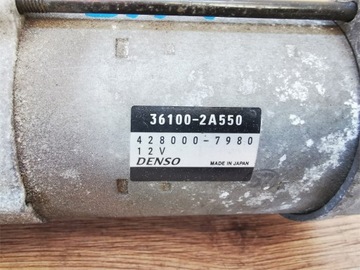 36100-2A550
428000-7980
12V
DENSO MADE IN JAPAN